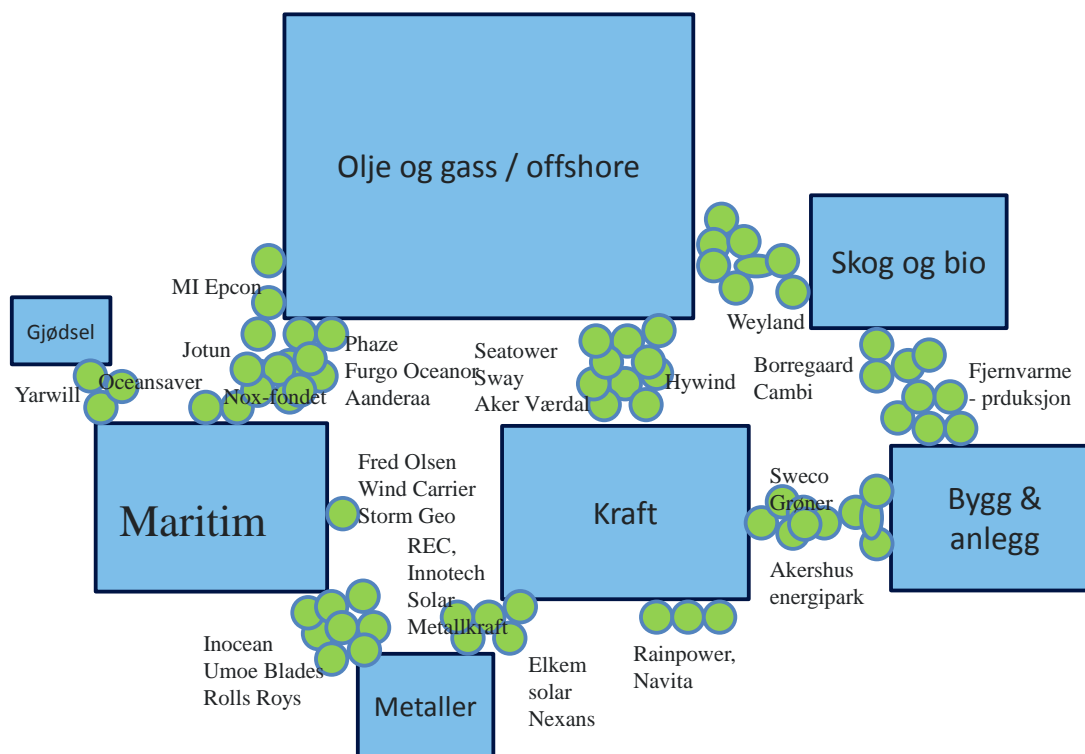 Olje og gass / offshore
Skog og bio
MI Epcon
Gjødsel
Weyland
Jotun
Phaze
Furgo Oceanor
Aanderaa
Seatower
Sway
Aker Værdal
Hywind
Borregaard
Cambi
Fjernvarme
- prduksjon
Yarwill
Oceansaver
Nox-fondet
Maritim
Fred Olsen
Wind Carrier
Storm Geo
Kraft
Sweco
Grøner
Bygg &
anlegg
REC,
Innotech
Solar
Metallkraft
Akershus
energipark
Inocean
Umoe Blades
Rolls Roys
Metaller
Elkem
solar
Nexans
Rainpower,
Navita